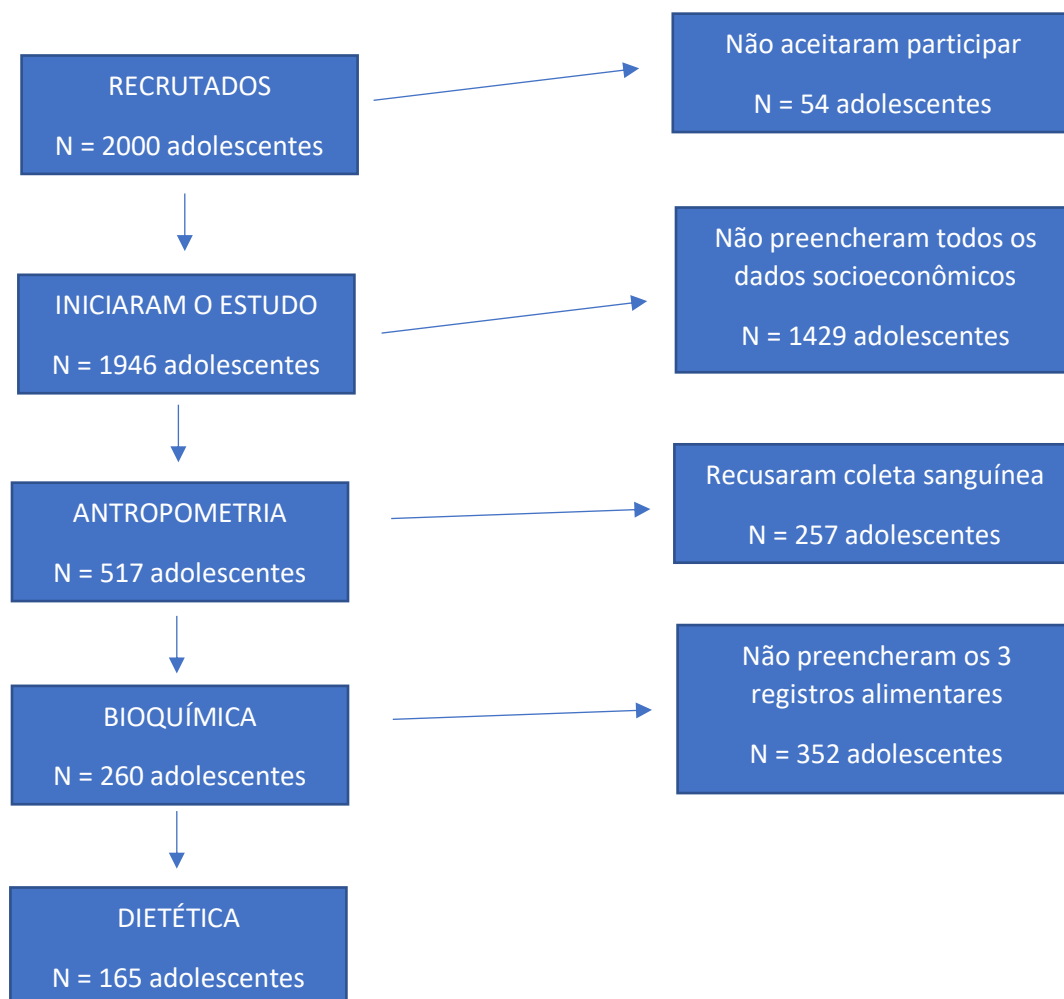 RECRUTADOS
N = 2000 adolescentes
Não aceitaram participar
N = 54 adolescentes
INICIARAM O ESTUDO
N = 1946 adolescentes
Não preencheram todos os
dados socioeconômicos
N = 1429 adolescentes
ANTROPOMETRIA
N = 517 adolescentes
Recusaram coleta sanguínea
N = 257 adolescentes
BIOQUÍMICA
N = 260 adolescentes
Não preencheram os 3
registros alimentares
N = 352 adolescentes
DIETÉTICA
N = 165 adolescentes